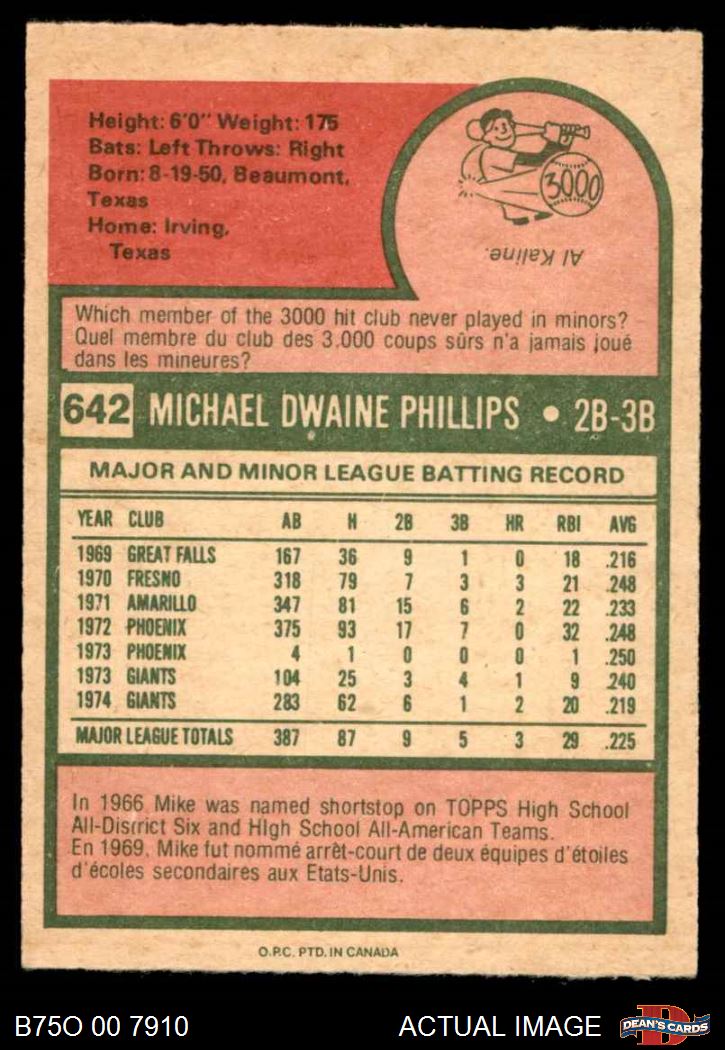 Height: 6'0" Weight: 175
Bats: Left Throws: Right
Born: 8-19-50, Beaumont,
Texas
Home: Irving,
Texas
3000
Al Kaline.
Which member of the 3000 hit club never played in minors?
Quel membre du club des 3,000 coups sûrs n'a jamais joué
dans les mineures?
642 MICHAEL DWAINE PHILLIPS • 2B-3B
MAJOR AND MINOR LEAGUE BATTING RECORD
YEAR CLUB AB H 2B 3B HR RBI AVG
1969 GREAT FALLS 167 36 9 1 0 18 .216
1970 FRESNO 318 79 7 3 3 21 .248
1971 AMARILLO 347 81 15 6 2 22 .233
1972 PHOENIX 375 93 17 7 0 32 .248
1973 PHOENIX 4 1 0 0 0 1 .250
1973 GIANTS 104 25 3 4 1 9 .240
1974 GIANTS 283 62 6 1 2 20 .219
MAJOR LEAGUE TOTALS 387 87 9 5 3 29 .225
In 1966 Mike was named shortstop on TOPPS High School
All-Disrrict Six and HIgh School All-American Teams.
En 1969, Mike fut nommé arrèt-court de deux équipes d'étoiles
d'écoles secondaires aux Etats-Unis.
O.P.C. PTD. IN CANADA
B75O 00 7910 ACTUAL IMAGE D DEAN'S CARDS